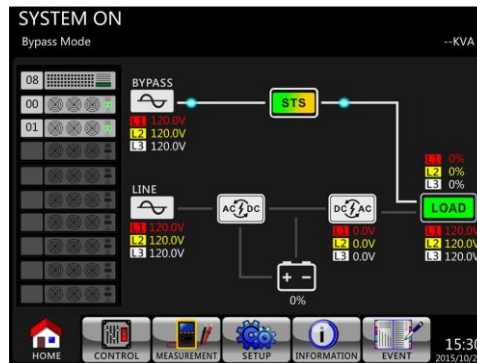 SYSTEM ON
Bypass Mode
--KVA
08
00
01
BYPASS
L1 120.0V
L2 120.0V
L3 120.0V
STS
L1 0%
L2 0%
L3 0%
LINE
L1 120.0V
L2 120.0V
L3 120.0V
AC DC
DC AC
L1 0.0V
L2 0.0V
L3 0.0V
LOAD
L1 120.0V
L2 120.0V
L3 120.0V
+ -
0%
HOME
CONTROL
MEASUREMENT
SETUP
INFORMATION
EVENT
15:30